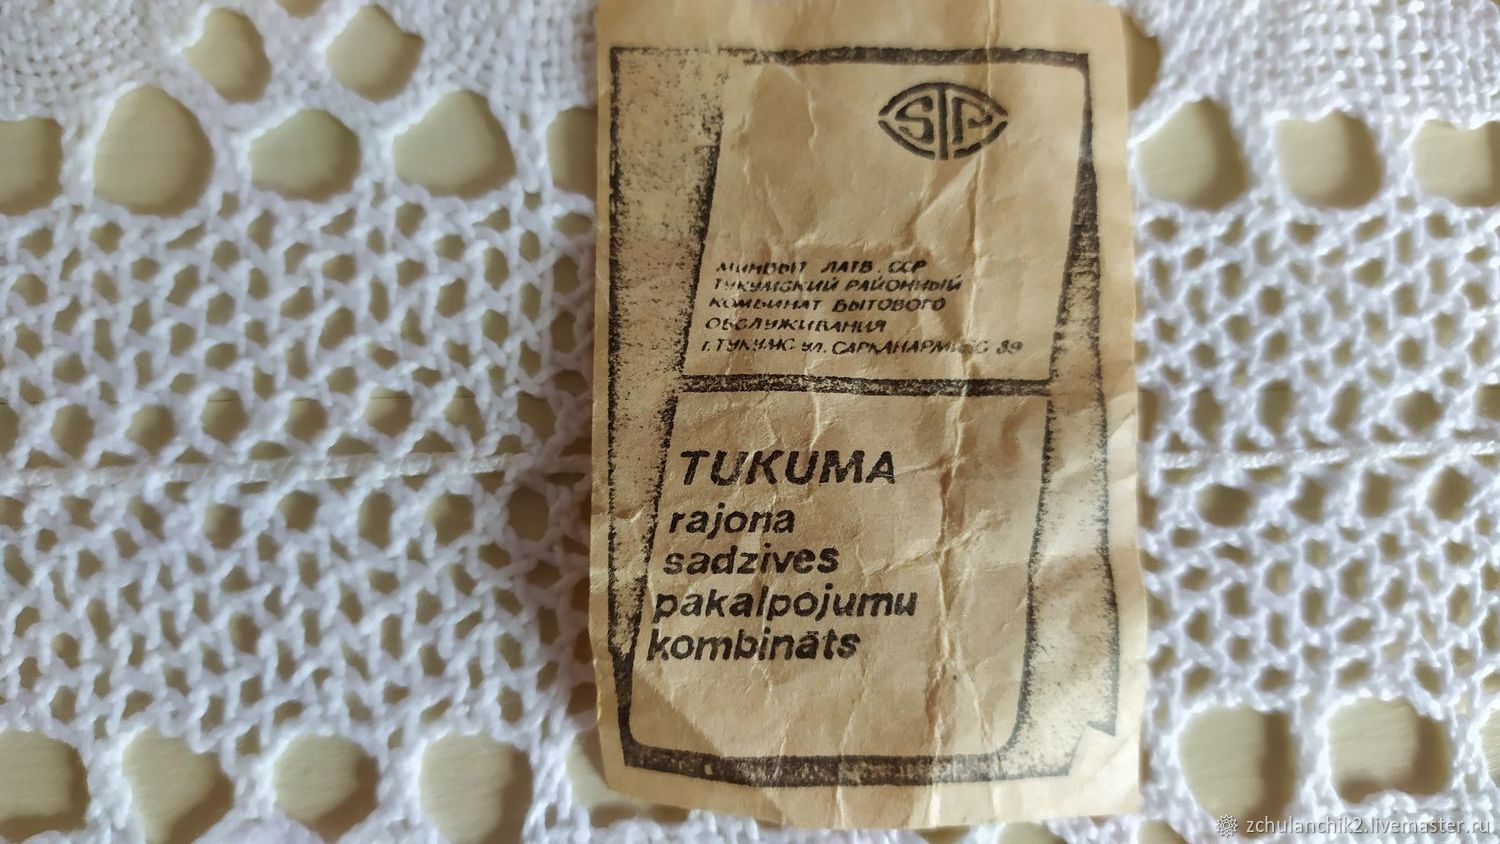 МИНБЫТ ЛАТВ. ССР
ТУКУМСКИЙ РАЙОННЫЙ
КОМБИНАТ БЫТОВОГО
ОБСЛУЖИВАНИЯ
Г. ТУКУМС УЛ. САРКАНАРМИЕС 39
TUKUMA
rajona
sadzives
pakalpojumu
kombināts
zchulanchik2.livemaster.ru